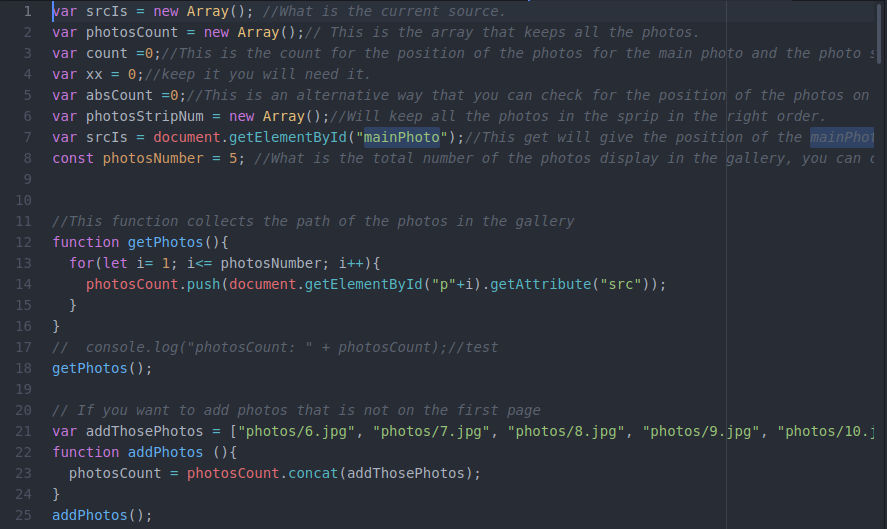 1 var srcIs = new Array(); //What is the current source.
2 var photosCount = new Array();// This is the array that keeps all the photos.
3 var count =0;//This is the count for the position of the photos for the main photo and the photo s
4 var xx = 0;//keep it you will need it.
5 var absCount =0;//This is an alternative way that you can check for the position of the photos on
6 var photosStripNum = new Array();//Will keep all the photos in the sprip in the right order.
7 var srcIs = document.getElementById("mainPhoto");//This get will give the position of the mainPhot
8 const photosNumber = 5; //What is the total number of the photos display in the gallery, you can c
9
10
11 //This function collects the path of the photos in the gallery
12 function getPhotos(){
13 for(let i= 1; i<= photosNumber; i++){
14 photosCount.push(document.getElementById("p"+i).getAttribute("src"));
15 }
16 }
17 //  console.log("photosCount: " + photosCount);//test
18 getPhotos();
19
20 // If you want to add photos that is not on the first page
21 var addThosePhotos = ["photos/6.jpg", "photos/7.jpg", "photos/8.jpg", "photos/9.jpg", "photos/10.j
22 function addPhotos (){
23 photosCount = photosCount.concat(addThosePhotos);
24 }
25 addPhotos();